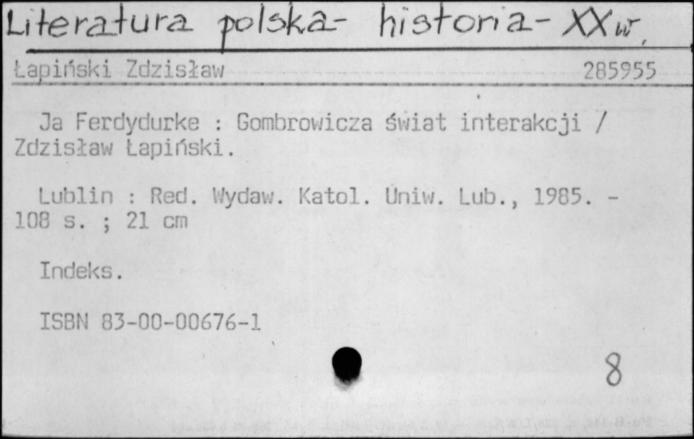 Literatura polska - historia - XX w.
Łapiński Zdzisław 285955
Ja Ferdydurke : Gombrowicza świat interakcji /
Zdzisław Łapiński.
Lublin : Red. Wydaw. Katol. Uniw. Lub., 1985. -
108 s. ; 21 cm
Indeks.
ISBN 83-00-00676-1
8